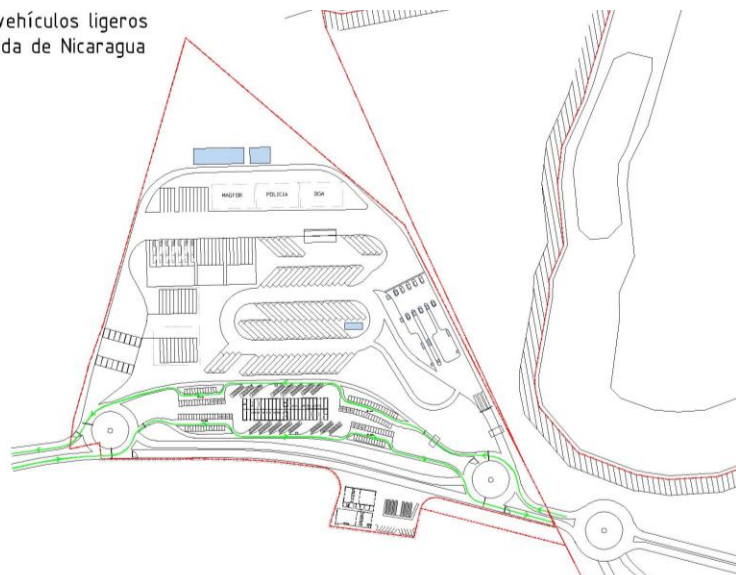 vehículos ligeros
da de Nicaragua
MAGFOR
POLICIA
DGA